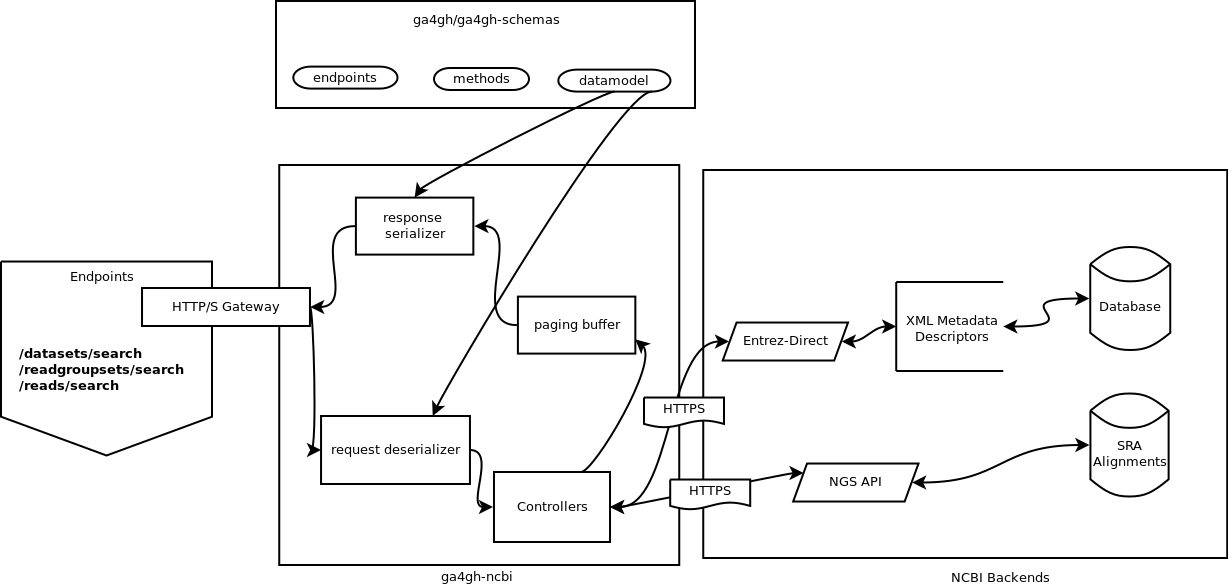 ga4gh/ga4gh-schemas
endpoints
methods
datamodel
response
serializer
Endpoints
HTTP/S Gateway
/datasets/search
/readgroupsets/search
/reads/search
paging buffer
request deserializer
Controllers
ga4gh-ncbi
HTTPS
HTTPS
Entrez-Direct
XML Metadata
Descriptors
Database
NGS API
SRA
Alignments
NCBI Backends